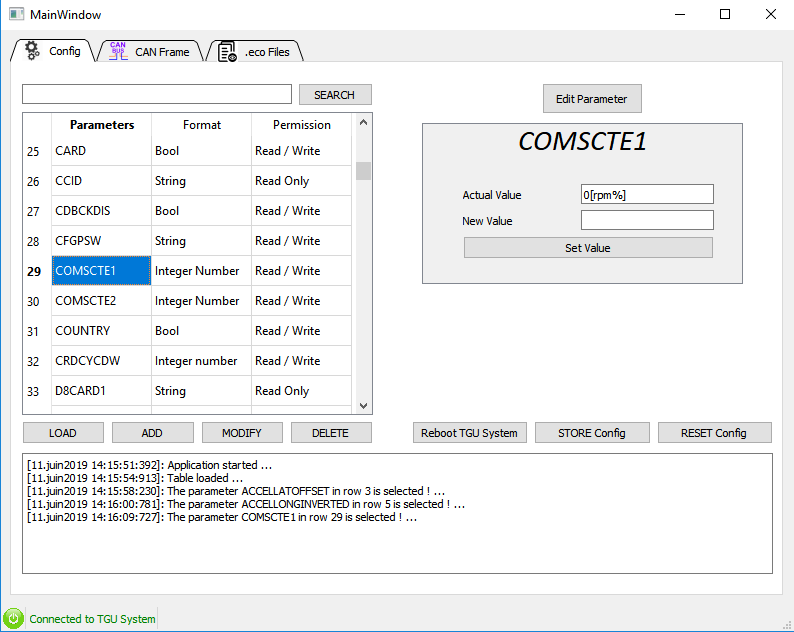 MainWindow
Config
CAN BUS
CAN Frame
.eco Files
SEARCH
Edit Parameter
Parameters Format Permission
25 CARD Bool Read / Write
26 CCID String Read Only
27 CDBCKDIS Bool Read / Write
28 CFGPSW String Read / Write
29 COMSCTE1 Integer Number Read / Write
30 COMSCTE2 Integer Number Read / Write
31 COUNTRY Bool Read / Write
32 CRDCYCDW Integer number Read / Write
33 D8CARD1 String Read Only
COMSCTE1
Actual Value 0[rpm%]
New Value
Set Value
LOAD ADD MODIFY DELETE
Reboot TGU System STORE Config RESET Config
[11.juin2019 14:15:51:392]: Application started ...
[11.juin2019 14:15:54:913]: Table loaded ...
[11.juin2019 14:15:58:230]: The parameter ACCELLATOFFSET in row 3 is selected ! ...
[11.juin2019 14:16:00:781]: The parameter ACCELLONGINVERTED in row 5 is selected ! ...
[11.juin2019 14:16:09:727]: The parameter COMSCTE1 in row 29 is selected ! ...
Connected to TGU System